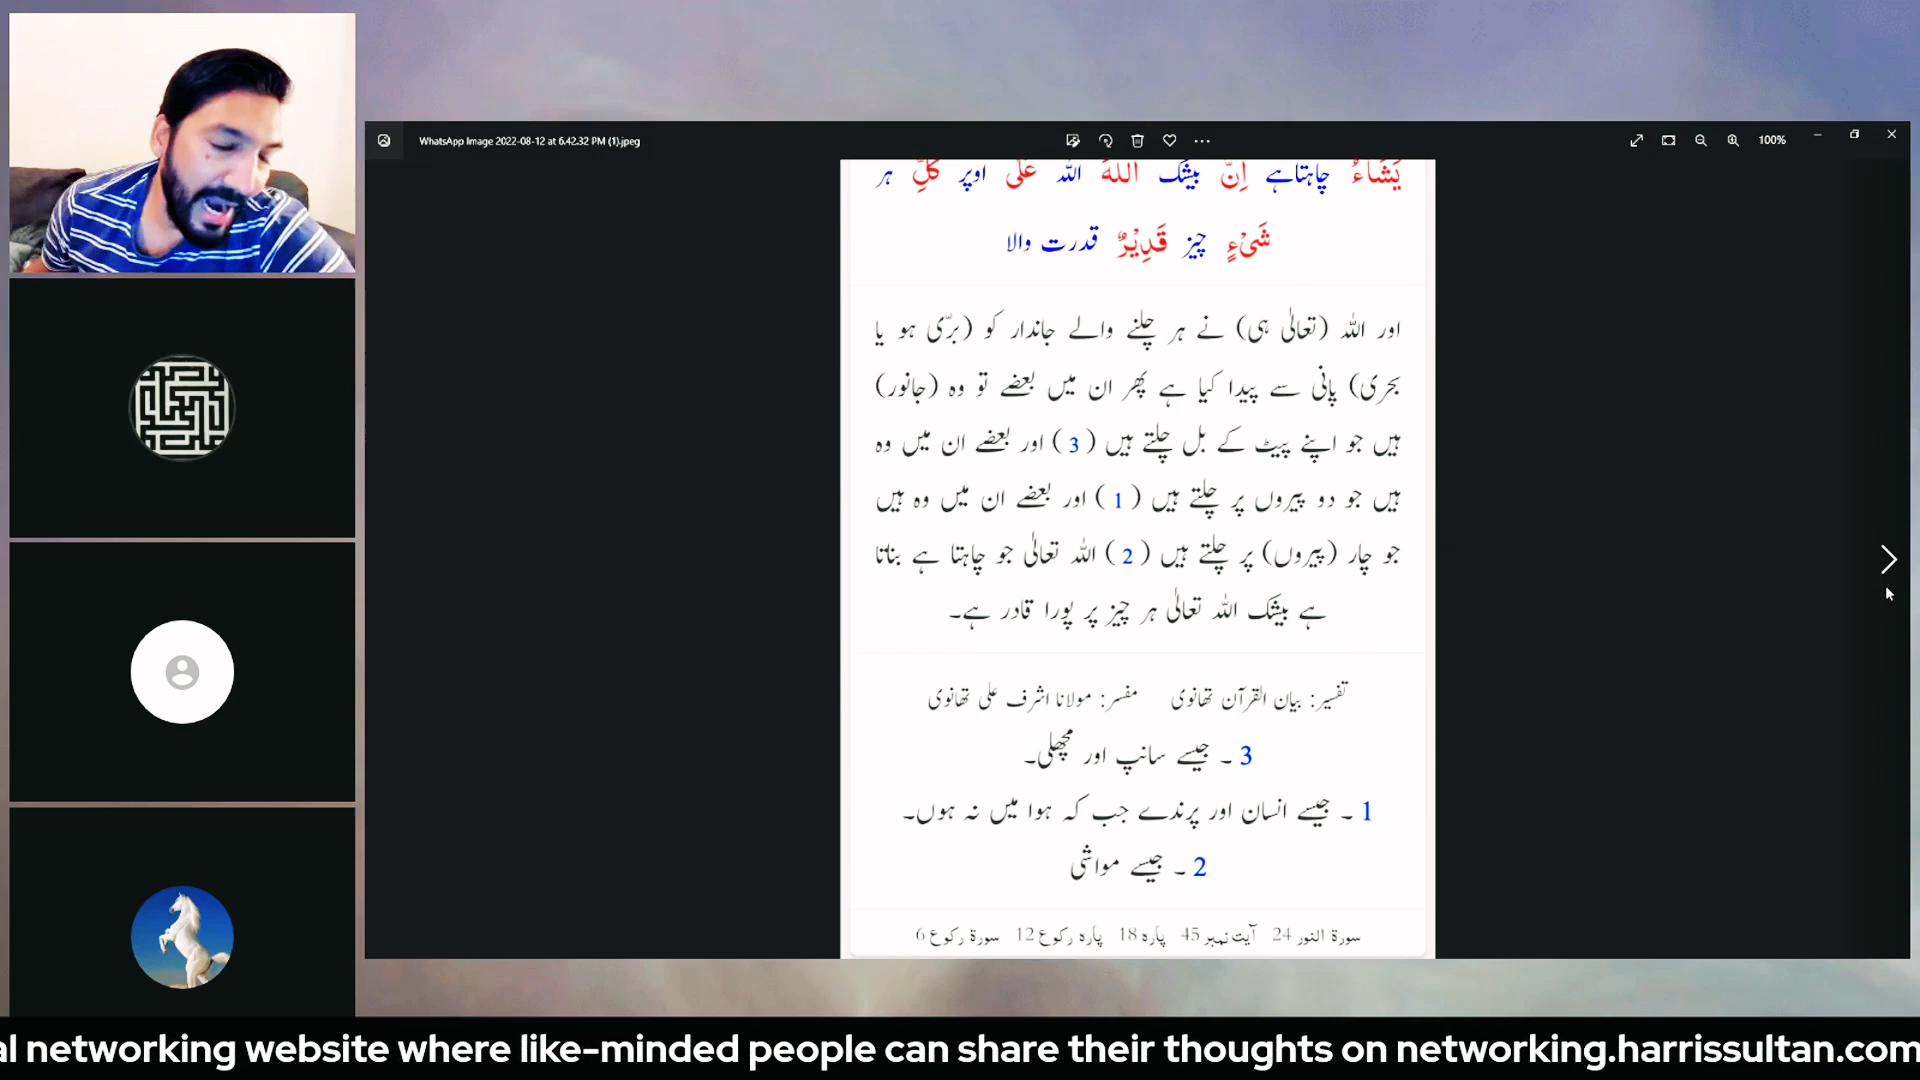 WhatsApp Image 2022-08-12 at 6.42.32 PM (1).jpeg
100%
یَشَآءُ چاہتاہے اِنَّ بیشک اللّٰهَ اللہ عَلٰى اوپر كُلِّ ہر
شَیْءٍ چیز قَدِیْرٌ قدرت والا
اور اللہ (تعالیٰ ہی) نے ہر چلنے والے جاندار کو (برّی ہو یا
بحری) پانی سے پیدا کیا ہے پھر ان میں بعضے تو وہ (جانور)
ہیں جو اپنے پیٹ کے بل چلتے ہیں (3) اور بعضے ان میں وہ
ہیں جو دو پیروں پر چلتے ہیں (1) اور بعضے ان میں وہ ہیں
جو چار (پیروں) پر چلتے ہیں (2) اللہ تعالیٰ جو چاہتا ہے بناتا
ہے بیشک اللہ تعالیٰ ہر چیز پر پورا قادر ہے۔
تفسیر: بیان القرآن تھانوی مفسر: مولانا اشرف علی تھانوی
3 ۔ جیسے سانپ اور مچھلی۔
1 ۔ جیسے انسان اور پرندے جب کہ ہوا میں نہ ہوں۔
2 ۔ جیسے مواشی
سورة النور 24 آیت نمبر 45 پارہ 18 پارہ رکوع 12 سورة رکوع 6
al networking website where like-minded people can share their thoughts on networking.harrissultan.com